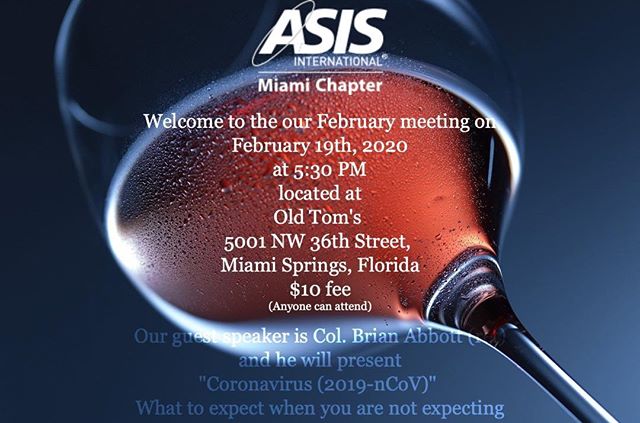 ASIS
INTERNATIONAL®
Miami Chapter
Welcome to the our February meeting on
February 19th, 2020
at 5:30 PM
located at
Old Tom's
5001 NW 36th Street,
Miami Springs, Florida
$10 fee
(Anyone can attend)
Our guest speaker is Col. Brian Abbott
and he will present
"Coronavirus (2019-nCoV)"
What to expect when you are not expecting